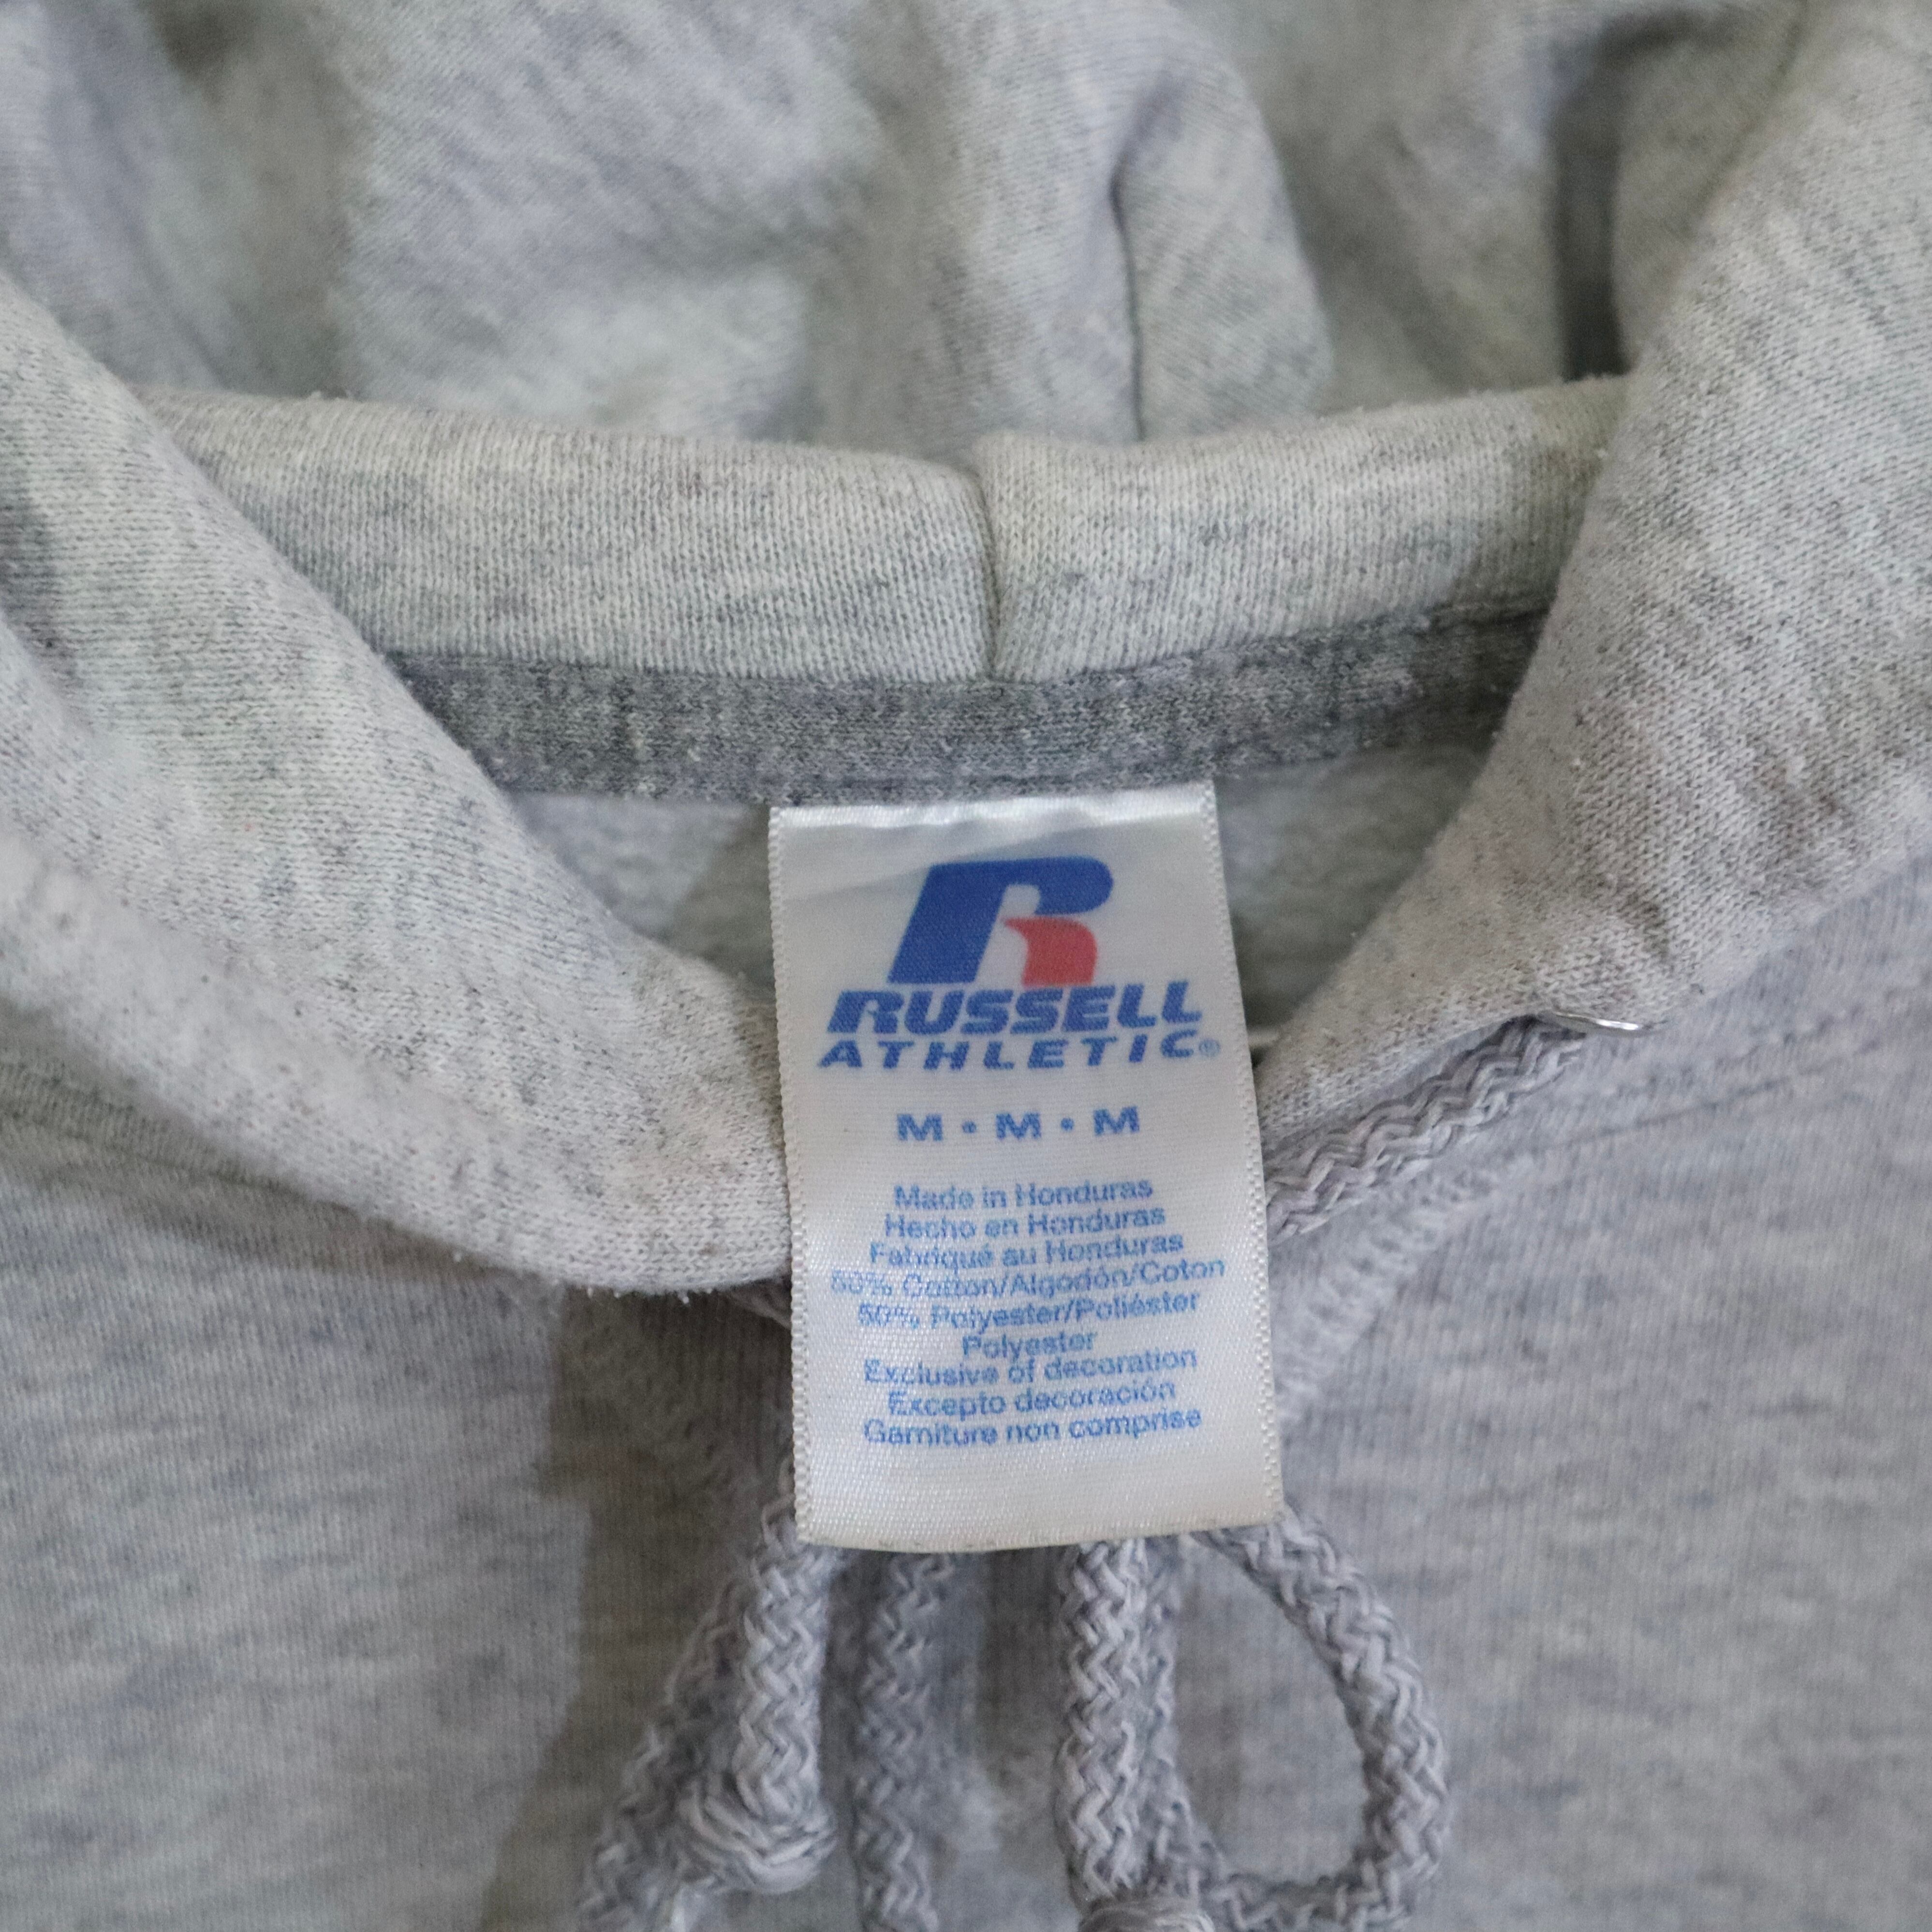 R
RUSSELL
ATHLETIC®
M • M • M
Made in Honduras
Hecho en Honduras
Fabriqué au Honduras
50% Cotton/Algodón/Coton
50% Polyester/Poliéster
Polyester
Exclusive of decoration
Excepto decoración
Garniture non comprise